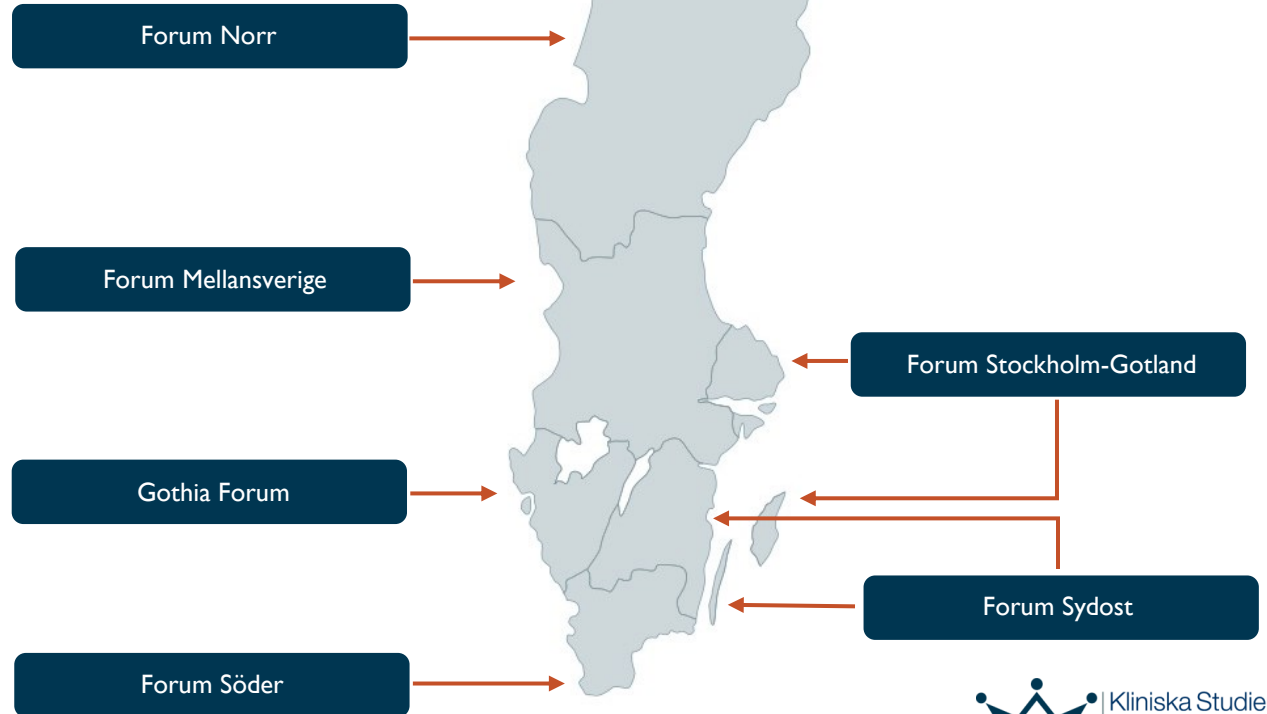 Forum Norr
Forum Mellansverige
Forum Stockholm-Gotland
Gothia Forum
Forum Sydost
Forum Söder
Kliniska Studie